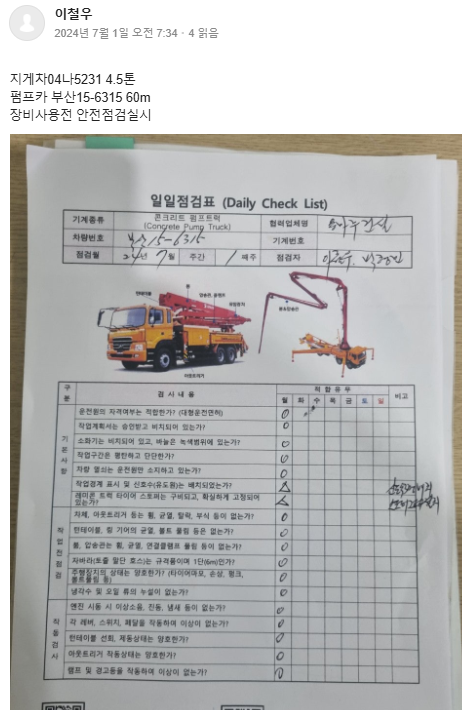 이철우
2024년 7월 1일 오전 7:34 · 4 읽음
지게차04나5231 4.5톤
펌프카 부산15-6315 60m
장비사용전 안전점검실시
일일점검표 (Daily Check List)
기계종류 콘크리트 펌프트럭 (Concrete Pump Truck) 협력업체명
차량번호 부산15-6315 기계번호
점검월 24년 7월 주간 1 매주 점검자
턴테이블
아웃트리거
구분 검사내용 적합유무 비고
월 화 수 목 금 토 일
기본사항
운전원의 자격여부는 적합한가? (대형운전면허) O
작업계획서는 승인받고 비치되어 있는가? O
소화기는 비치되어 있고, 바늘은 녹색범위에 있는가? O
작업구간은 평탄하고 단단한가? O
차량 열쇠는 운전원만 소지하고 있는가? O
작업경계 표시 및 신호수(유도원)는 배치되었는가? △
레미콘 트럭 타이어 스토퍼는 구비되고, 확실하게 고정되어 있는가? △
작업전점검
차체, 아웃트리거 등는 휨, 균열, 탈락, 부식 등이 없는가? O
턴테이블, 링 기어의 균열, 볼트 풀림 등은 없는가? O
붐, 압송관는 휨, 균열, 연결클램프 풀림 등이 없는가? O
자바라(토출 말단 호스)는 규격품이며 1단(6m)인가? O
주행장치의 상태는 양호한가? (타이어마모, 손상, 펑크, 볼트풀림 등) O
냉각수 및 오일 류의 누설이 없는가? O
작동검사
엔진 시동 시 이상소음, 진동, 냄새 등이 없는가? O
각 레버, 스위치, 페달을 작동하여 이상이 없는가? O
턴테이블 선회, 제동상태는 양호한가? O
아웃트리거 작동상태는 양호한가? O
램프 및 경고등을 작동하여 이상이 없는가? O